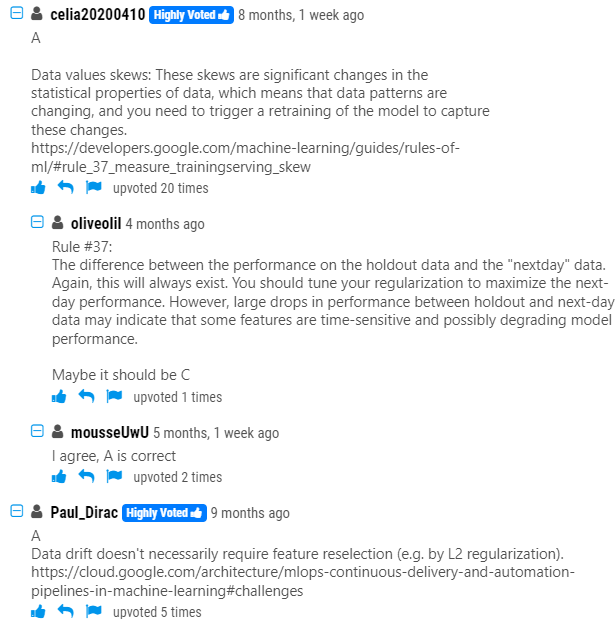 celia20200410 Highly Voted 8 months, 1 week ago
A
Data values skews: These skews are significant changes in the
statistical properties of data, which means that data patterns are
changing, and you need to trigger a retraining of the model to capture
these changes.
https://developers.google.com/machine-learning/guides/rules-of-
ml/#rule_37_measure_trainingserving_skew
upvoted 20 times
oliveolil 4 months ago
Rule #37:
The difference between the performance on the holdout data and the "nextday" data.
Again, this will always exist. You should tune your regularization to maximize the next-
day performance. However, large drops in performance between holdout and next-day
data may indicate that some features are time-sensitive and possibly degrading model
performance.
Maybe it should be C
upvoted 1 times
mousseUwU 5 months, 1 week ago
I agree, A is correct
upvoted 2 times
Paul_Dirac Highly Voted 9 months ago
A
Data drift doesn't necessarily require feature reselection (e.g. by L2 regularization).
https://cloud.google.com/architecture/mlops-continuous-delivery-and-automation-
pipelines-in-machine-learning#challenges
upvoted 5 times